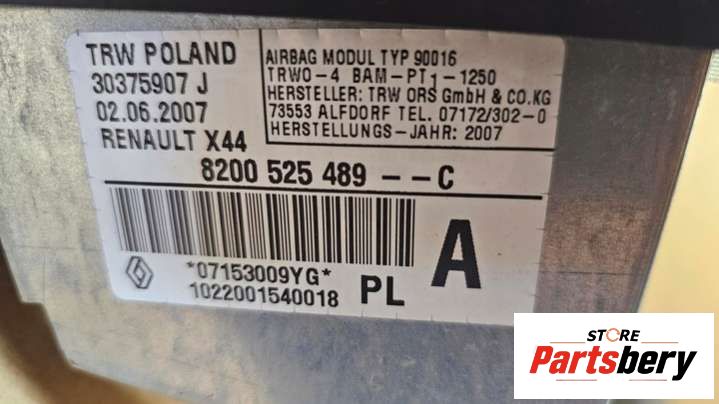 TRW POLAND
30375907 J
02.06.2007
RENAULT X44
AIRBAG MODUL TYP 90016
TRWO-4 BAM-PT1-1250
HERSTELLER: TRW ORS GmbH & CO.KG
73553 ALFDORF TEL. 07172/302-0
HERSTELLUNGS-JAHR: 2007
8200 525 489 --C
*07153009YG*
1022001540018 PL A
STORE
Partsbery